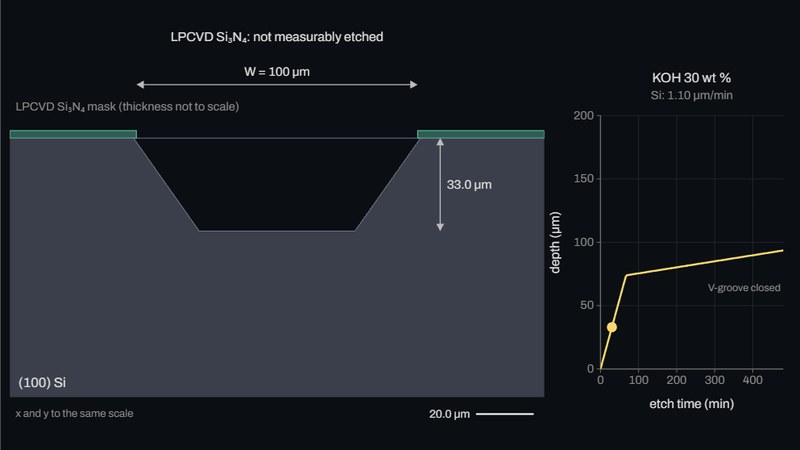 LPCVD Si₃N₄: not measurably etched
W = 100 µm
LPCVD Si₃N₄ mask (thickness not to scale)
33.0 µm
(100) Si
x and y to the same scale
20.0 µm
KOH 30 wt %
Si: 1.10 µm/min
200
150
100
50
0
depth (µm)
V-groove closed
0 100 200 300 400
etch time (min)